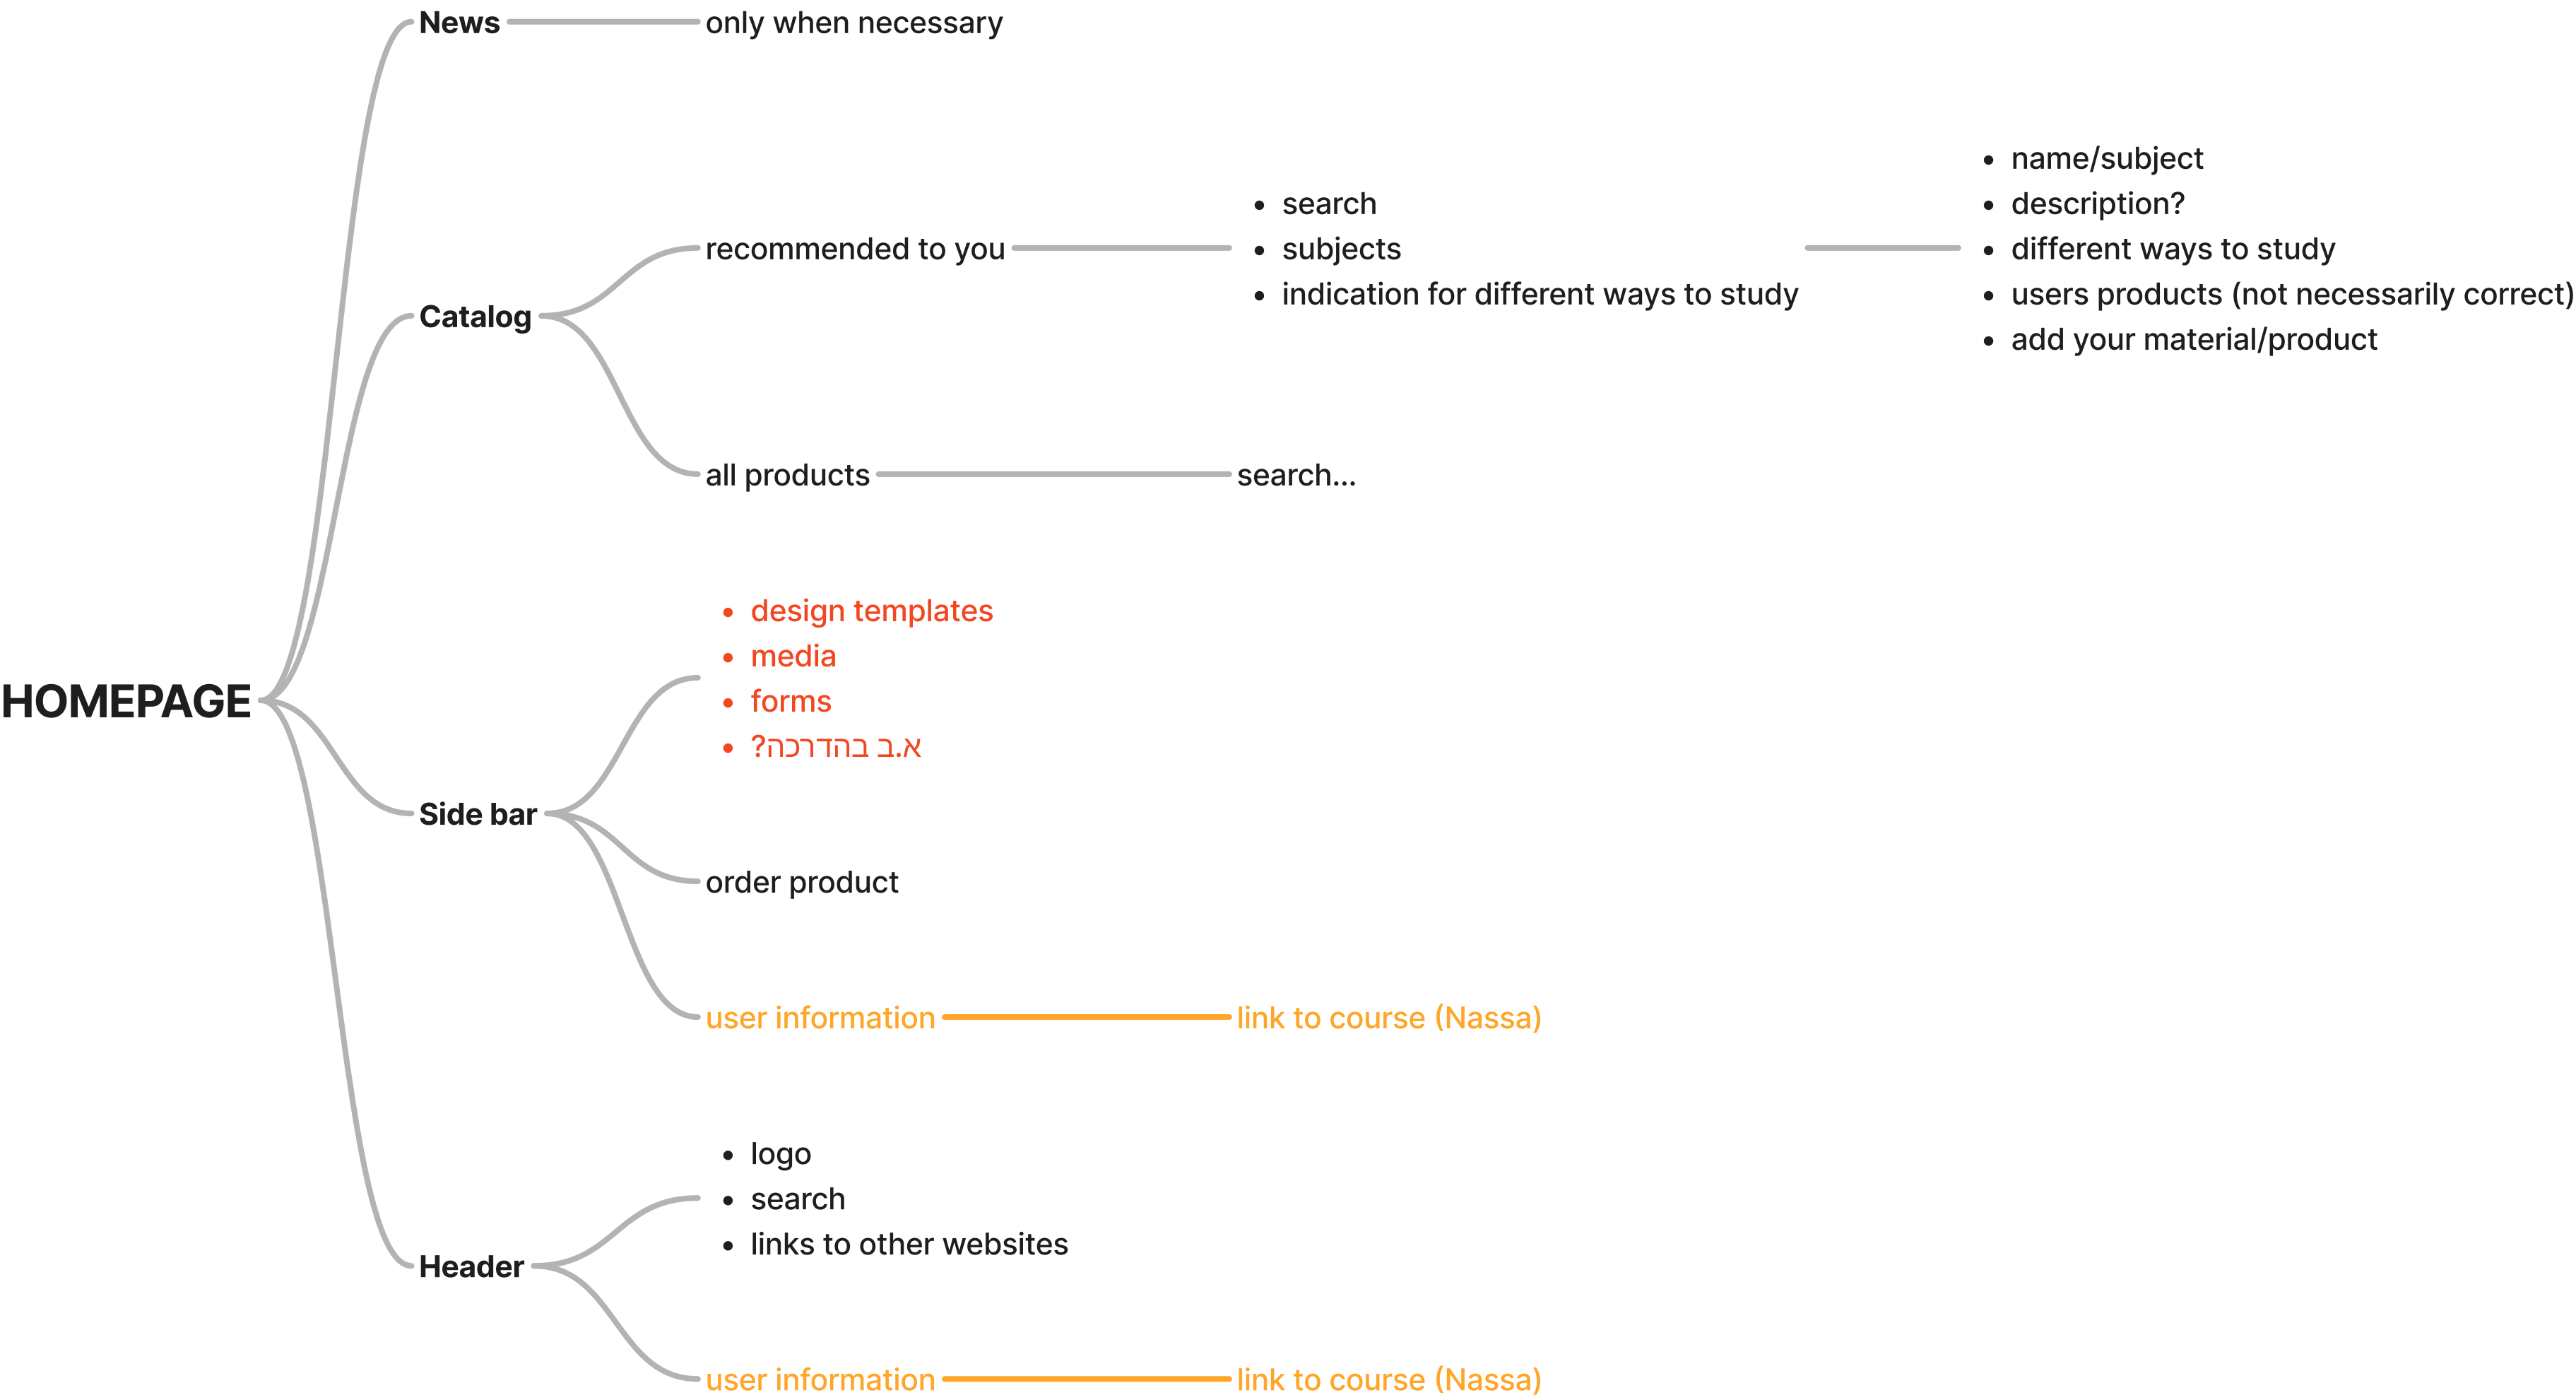 News
only when necessary
Catalog
recommended to you
• search
• subjects
• indication for different ways to study
• name/subject
• description?
• different ways to study
• users products (not necessarily correct)
• add your material/product
all products
search...
HOMEPAGE
Side bar
• design templates
• media
• forms
• א.ב בהדרכה?
order product
user information
link to course (Nassa)
Header
• logo
• search
• links to other websites
user information
link to course (Nassa)